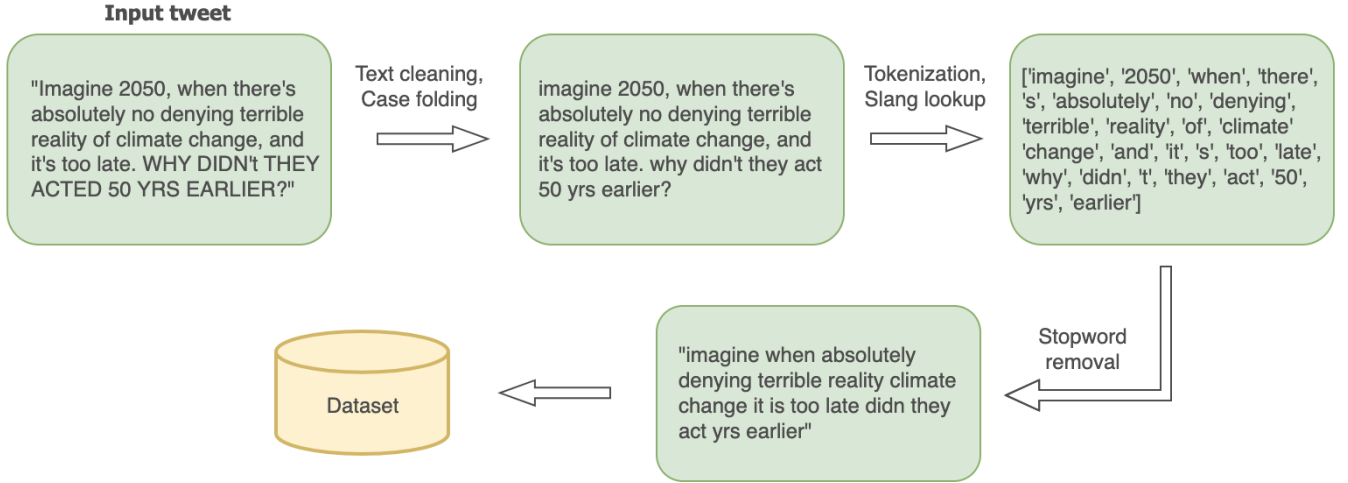 Input tweet
"Imagine 2050, when there's
absolutely no denying terrible
reality of climate change, and
it's too late. WHY DIDN't THEY
ACTED 50 YRS EARLIER?"
Text cleaning,
Case folding
imagine 2050, when there's
absolutely no denying terrible
reality of climate change, and
it's too late. why didn't they act
50 yrs earlier?
Tokenization,
Slang lookup
['imagine', '2050', 'when', 'there',
's', 'absolutely', 'no', 'denying',
'terrible', 'reality', 'of', 'climate'
'change', 'and', 'it', 's', 'too', 'late',
'why', 'didn', 't', 'they', 'act', '50',
'yrs', 'earlier']
Stopword
removal
"imagine when absolutely
denying terrible reality climate
change it is too late didn they
act yrs earlier"
Dataset